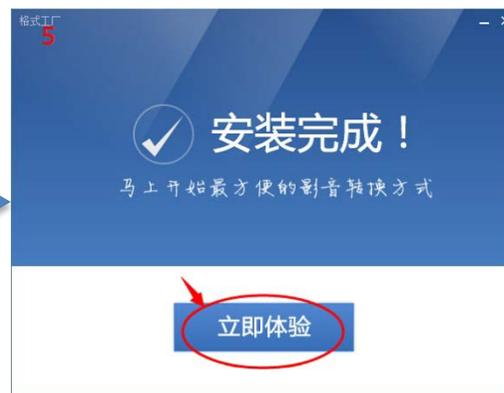 格式工厂
5
安装完成！
马上开始最方便的影音转换方式
立即体验